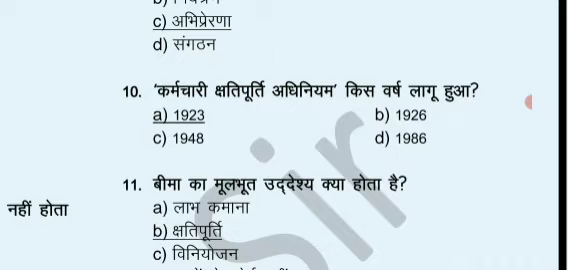 c) अभिप्रेरणा
d) संगठन
10. 'कर्मचारी क्षतिपूर्ति अधिनियम' किस वर्ष लागू हुआ?
a) 1923 b) 1926
c) 1948 d) 1986
11. बीमा का मूलभूत उद्देश्य क्या होता है?
नहीं होता a) लाभ कमाना
b) क्षतिपूर्ति
c) विनियोजन
Sir